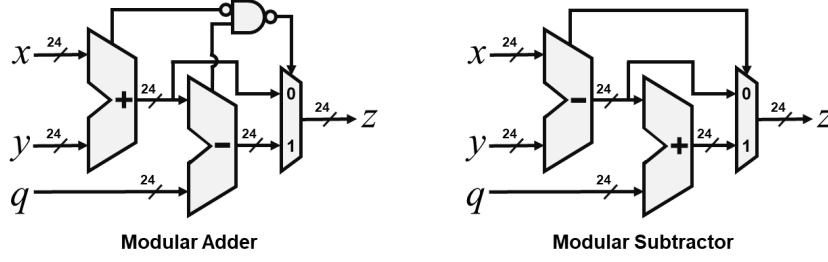 x 24 24 + 24 y 24 - 24 q 24 0 1 24 z
x 24 24 - 24 y 24 + 24 q 24 0 1 24 z
Modular Adder
Modular Subtractor